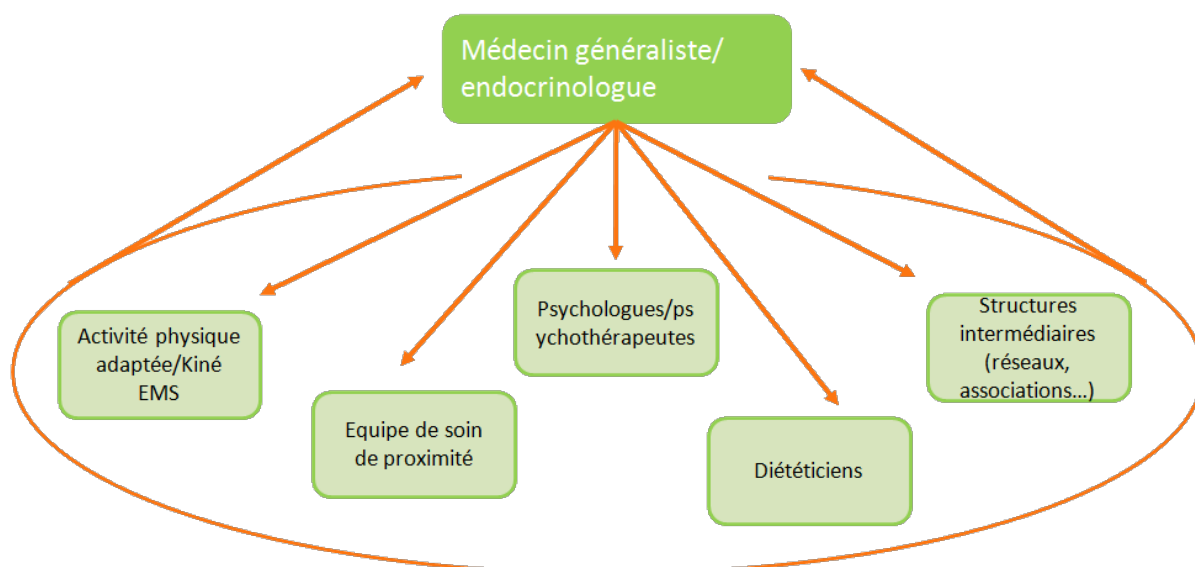 Médecin généraliste/
endocrinologue
Activité physique
adaptée/Kiné
EMS
Equipe de soin
de proximité
Psychologues/ps
ychothérapeutes
Diététiciens
Structures
intermédiaires
(réseaux,
associations...)